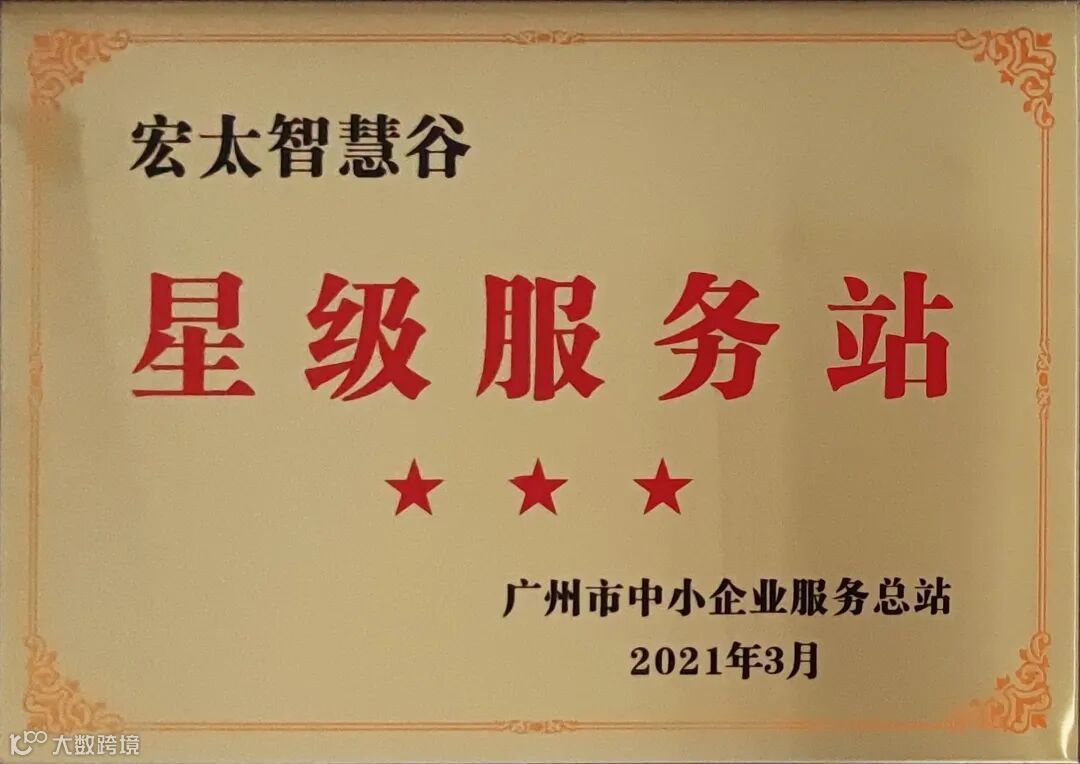 宏太智慧谷
星级服务站
★ ★ ★
广州市中小企业服务总站
2021年3月
大数跨境